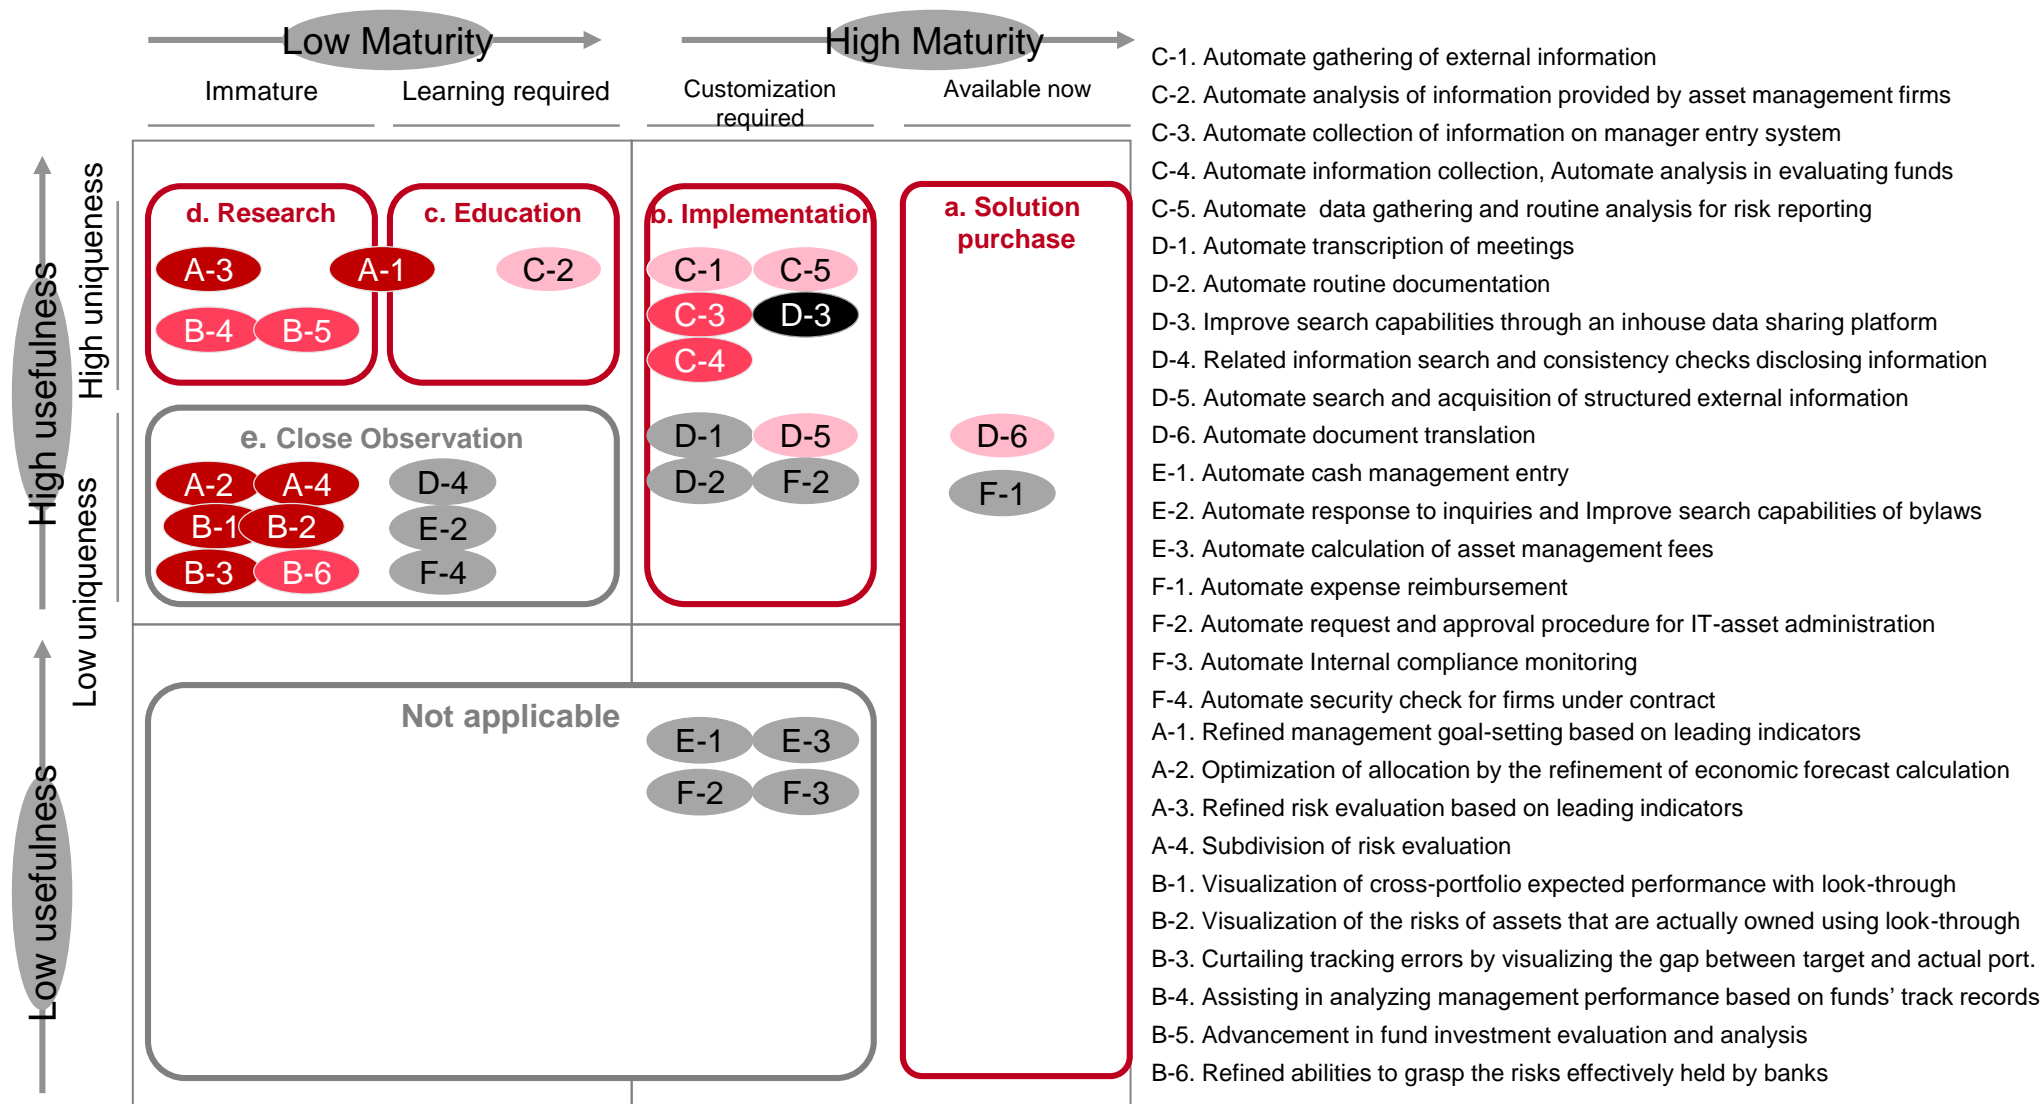 Low Maturity
High Maturity
Immature
Learning required
Customization
required
Available now
High usefulness
High uniqueness
Low uniqueness
Low usefulness
d. Research
c. Education
b. Implementation
a. Solution
purchase
A-3
A-1
C-2
C-1
C-5
B-4
B-5
C-3
D-3
C-4
e. Close Observation
D-1
D-5
D-6
A-2
A-4
D-4
D-2
F-2
F-1
B-1
B-2
E-2
B-3
B-6
F-4
Not applicable
E-1
E-3
F-2
F-3
C-1. Automate gathering of external information
C-2. Automate analysis of information provided by asset management firms
C-3. Automate collection of information on manager entry system
C-4. Automate information collection, Automate analysis in evaluating funds
C-5. Automate  data gathering and routine analysis for risk reporting
D-1. Automate transcription of meetings
D-2. Automate routine documentation
D-3. Improve search capabilities through an inhouse data sharing platform
D-4. Related information search and consistency checks disclosing information
D-5. Automate search and acquisition of structured external information
D-6. Automate document translation
E-1. Automate cash management entry
E-2. Automate response to inquiries and Improve search capabilities of bylaws
E-3. Automate calculation of asset management fees
F-1. Automate expense reimbursement
F-2. Automate request and approval procedure for IT-asset administration
F-3. Automate Internal compliance monitoring
F-4. Automate security check for firms under contract
A-1. Refined management goal-setting based on leading indicators
A-2. Optimization of allocation by the refinement of economic forecast calculation
A-3. Refined risk evaluation based on leading indicators
A-4. Subdivision of risk evaluation
B-1. Visualization of cross-portfolio expected performance with look-through
B-2. Visualization of the risks of assets that are actually owned using look-through
B-3. Curtailing tracking errors by visualizing the gap between target and actual port.
B-4. Assisting in analyzing management performance based on funds’ track records
B-5. Advancement in fund investment evaluation and analysis
B-6. Refined abilities to grasp the risks effectively held by banks